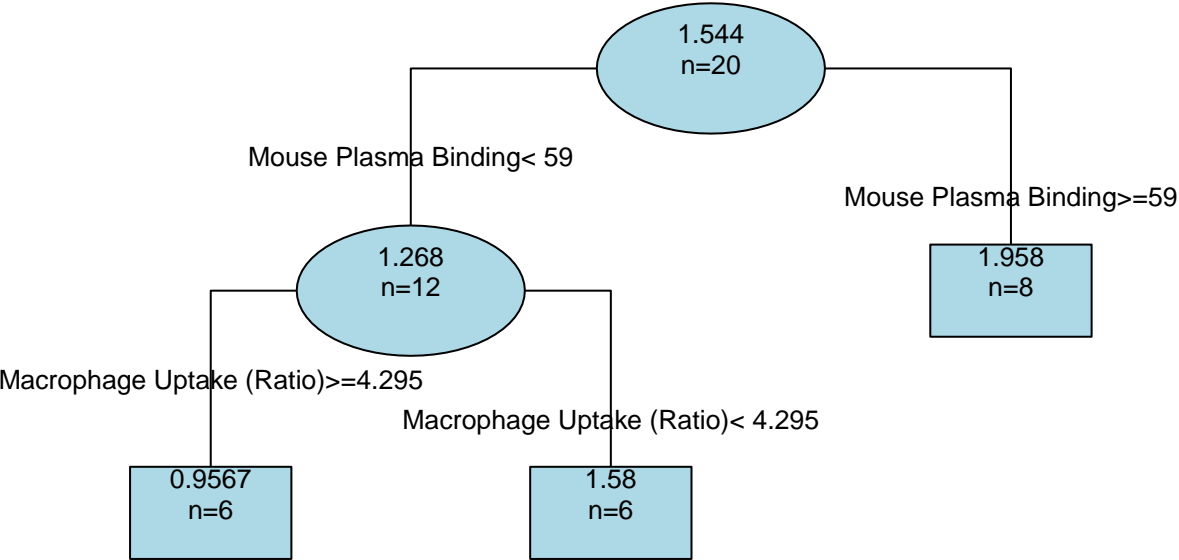 1.544
n=20
Mouse Plasma Binding< 59
Mouse Plasma Binding>=59
1.268
n=12
1.958
n=8
Macrophage Uptake (Ratio)>=4.295
Macrophage Uptake (Ratio)< 4.295
0.9567
n=6
1.58
n=6